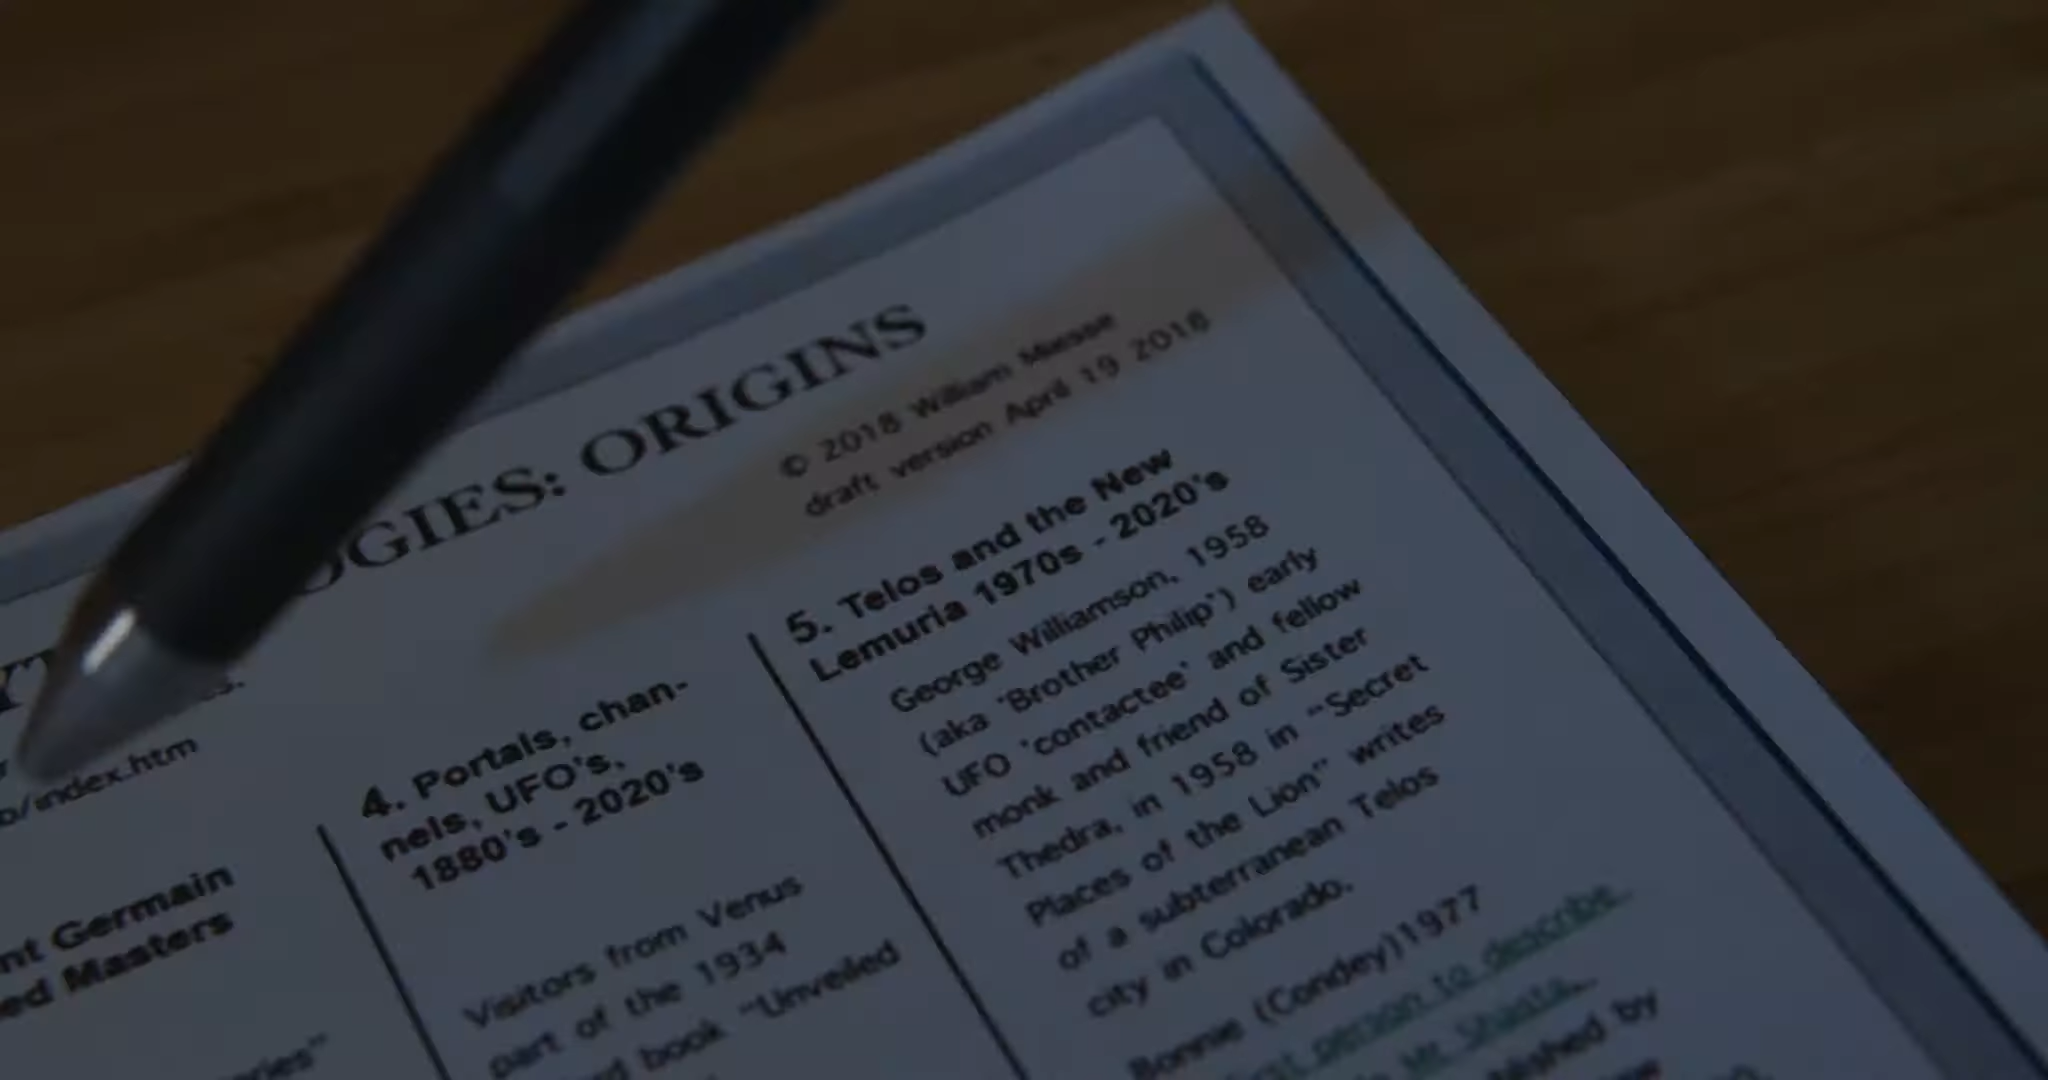 OGIES: ORIGINS
© 2018 William Miesse
draft version April 19 2018
/index.htm
nt Germain
ed Masters
4. Portals, chan-
nels, UFO's,
1880's - 2020's
Visitors from Venus
part of the 1934
book "Unveiled
5. Telos and the New
Lemuria 1970s - 2020's
George Williamson, 1958
(aka 'Brother Philip') early
UFO 'contactee' and fellow
monk and friend of Sister
Thedra, in 1958 in "Secret
Places of the Lion" writes
of a subterranean Telos
city in Colorado.
Bonnie (Condey)1977
person to describe
Mt Shasta
by